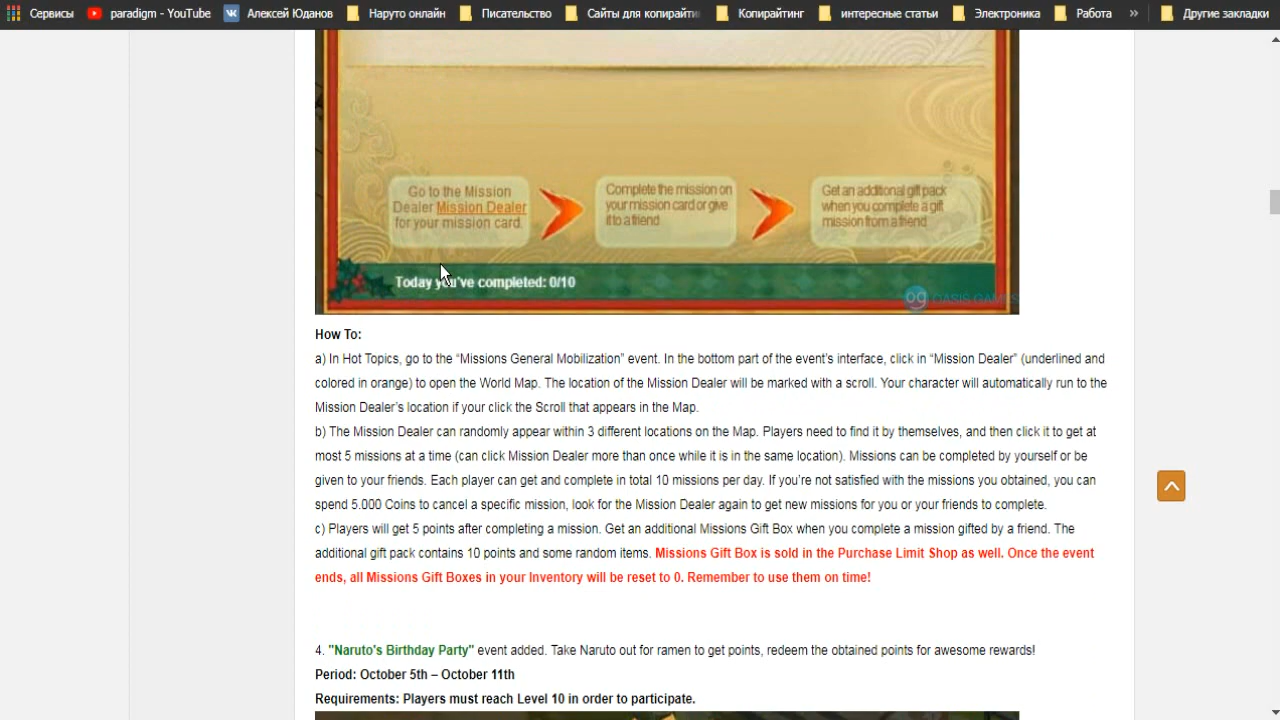 Сервисы paradigm - YouTube Алексей Юданов Наруто онлайн Писательство Сайты для копирайти Копирайтинг интересные статьи Электроника Работа » Другие закладки
Go to the Mission
Dealer Mission Dealer
for your mission card.
Complete the mission on
your mission card or give
it to a friend
Get an additional gift pack
when you complete a gift
mission from a friend
Today you've completed: 0/10
OASIS GAMES
How To:
a) In Hot Topics, go to the “Missions General Mobilization” event. In the bottom part of the event’s interface, click in “Mission Dealer” (underlined and
colored in orange) to open the World Map. The location of the Mission Dealer will be marked with a scroll. Your character will automatically run to the
Mission Dealer’s location if your click the Scroll that appears in the Map.
b) The Mission Dealer can randomly appear within 3 different locations on the Map. Players need to find it by themselves, and then click it to get at
most 5 missions at a time (can click Mission Dealer more than once while it is in the same location). Missions can be completed by yourself or be
given to your friends. Each player can get and complete in total 10 missions per day. If you’re not satisfied with the missions you obtained, you can
spend 5.000 Coins to cancel a specific mission, look for the Mission Dealer again to get new missions for you or your friends to complete.
c) Players will get 5 points after completing a mission. Get an additional Missions Gift Box when you complete a mission gifted by a friend. The
additional gift pack contains 10 points and some random items. Missions Gift Box is sold in the Purchase Limit Shop as well. Once the event
ends, all Missions Gift Boxes in your Inventory will be reset to 0. Remember to use them on time!
4. "Naruto's Birthday Party" event added. Take Naruto out for ramen to get points, redeem the obtained points for awesome rewards!
Period: October 5th – October 11th
Requirements: Players must reach Level 10 in order to participate.